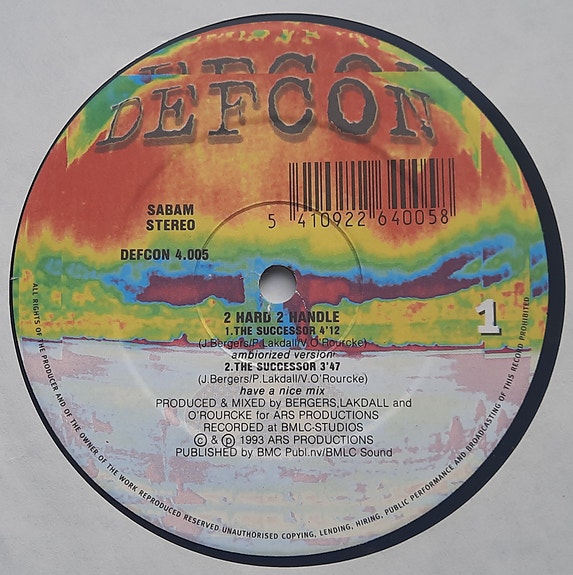 DEFCON
DEFCON
SABAM
STEREO
5 410922 640058
DEFCON 4.005
2 HARD 2 HANDLE
1.THE SUCCESSOR 4'12
(J.Bergers/P.Lakdall/V.O'Rourcke)
ambiorized version
2.THE SUCCESSOR 3'47
(J.Bergers/P.Lakdall/V.O'Rourcke)
have a nice mix
PRODUCED & MIXED by BERGERS,LAKDALL and
O'ROURCKE for ARS PRODUCTIONS
RECORDED at BMLC-STUDIOS
© & ℗ 1993 ARS PRODUCTIONS
PUBLISHED by BMC Publ.nv/BMLC Sound
1
ALL RIGHTS OF THE PRODUCER AND OF THE OWNER OF THE WORK REPRODUCED RESERVED.UNAUTHORISED COPYING, LENDING, HIRING, PUBLIC PERFORMANCE AND BROADCASTING OF THIS RECORD PROHIBITED